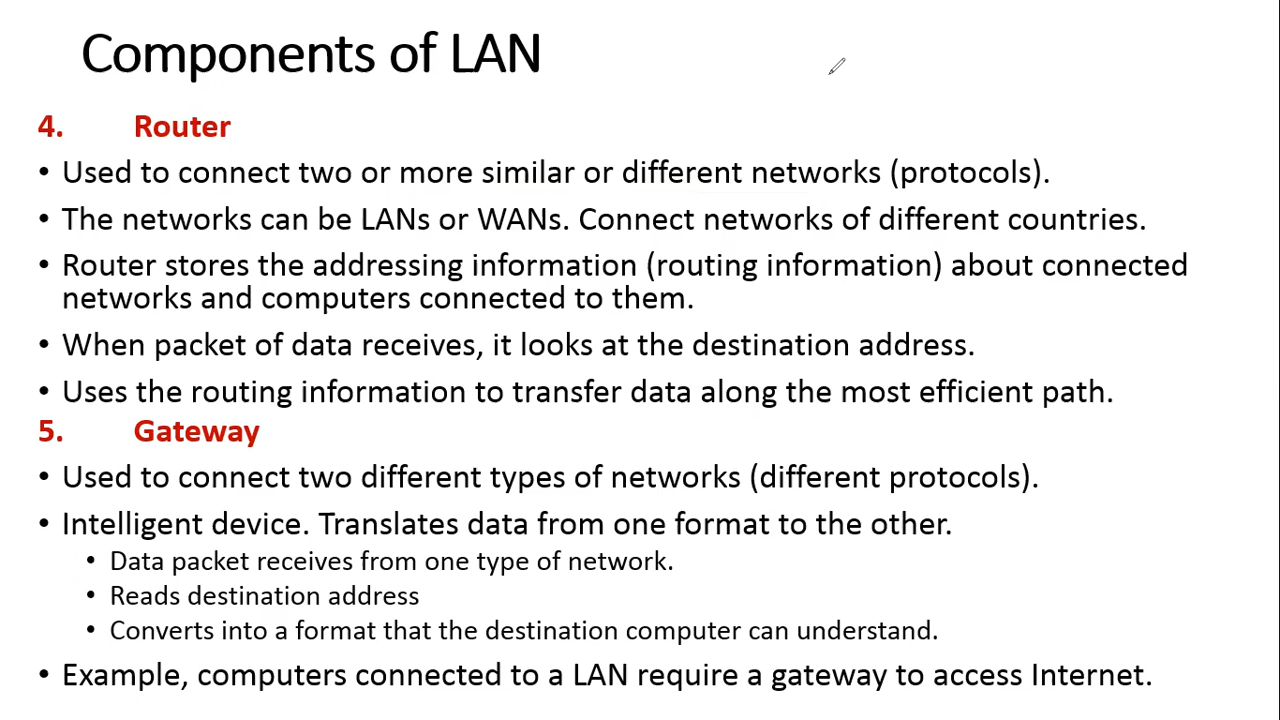 Components of LAN
4. Router
• Used to connect two or more similar or different networks (protocols).
• The networks can be LANs or WANs. Connect networks of different countries.
• Router stores the addressing information (routing information) about connected
networks and computers connected to them.
• When packet of data receives, it looks at the destination address.
• Uses the routing information to transfer data along the most efficient path.
5. Gateway
• Used to connect two different types of networks (different protocols).
• Intelligent device. Translates data from one format to the other.
• Data packet receives from one type of network.
• Reads destination address
• Converts into a format that the destination computer can understand.
• Example, computers connected to a LAN require a gateway to access Internet.